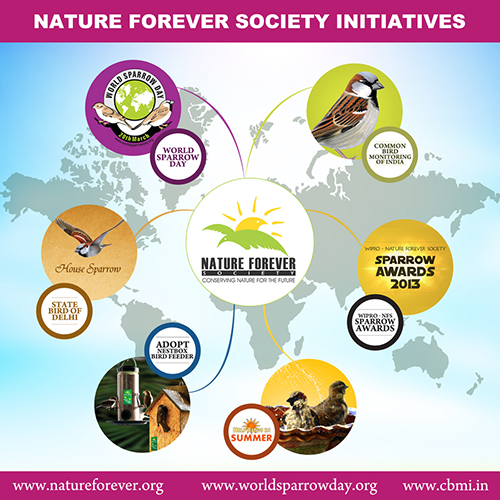 NATURE FOREVER SOCIETY INITIATIVES
WORLD SPARROW DAY
20th March
WORLD
SPARROW
DAY
COMMON
BIRD
MONITORING
OF INDIA
House Sparrow
STATE
BIRD OF
DELHI
NATURE FOREVER
SOCIETY
CONSERVING NATURE FOR THE FUTURE
WIPRO - NATURE FOREVER SOCIETY
SPARROW
AWARDS
2013
WIPRO - NFS
SPARROW
AWARDS
ADOPT
NESTBOX
BIRD FEEDER
SUMMER
www.natureforever.org www.worldsparrowday.org www.cbmi.in